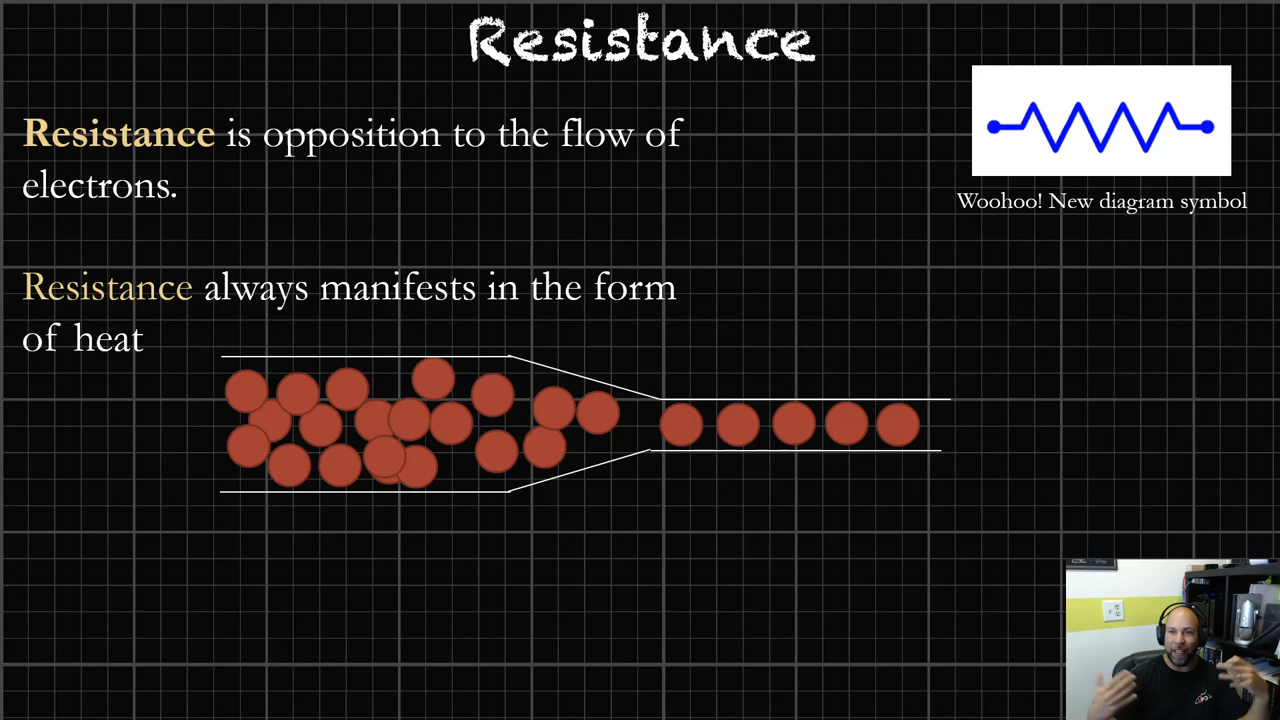 Resistance
Resistance is opposition to the flow of
electrons.
Woohoo! New diagram symbol
Resistance always manifests in the form
of heat